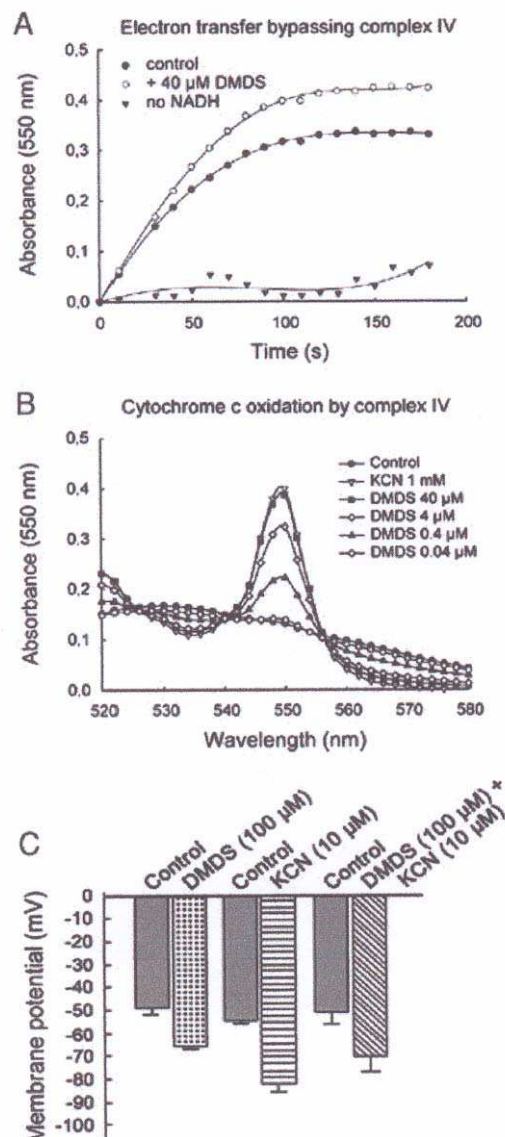 A
Electron transfer bypassing complex IV
control
+ 40 µM DMDS
no NADH
Absorbance (550 nm)
0,5
0,4
0,3
0,2
0,1
0,0
0
50
100
150
200
Time (s)
B
Cytochrome c oxidation by complex IV
Control
KCN 1 mM
DMDS 40 µM
DMDS 4 µM
DMDS 0.4 µM
DMDS 0.04 µM
Absorbance (550 nm)
0,5
0,4
0,3
0,2
0,1
0,0
520
530
540
550
560
570
580
Wavelength (nm)
C
Control
DMDS (100 µM)
Control
KCN (10 µM)
Control
DMDS (100 µM) +
KCN (10 µM)
Membrane potential (mV)
0
-10
-20
-30
-40
-50
-60
-70
-80
-90
-100